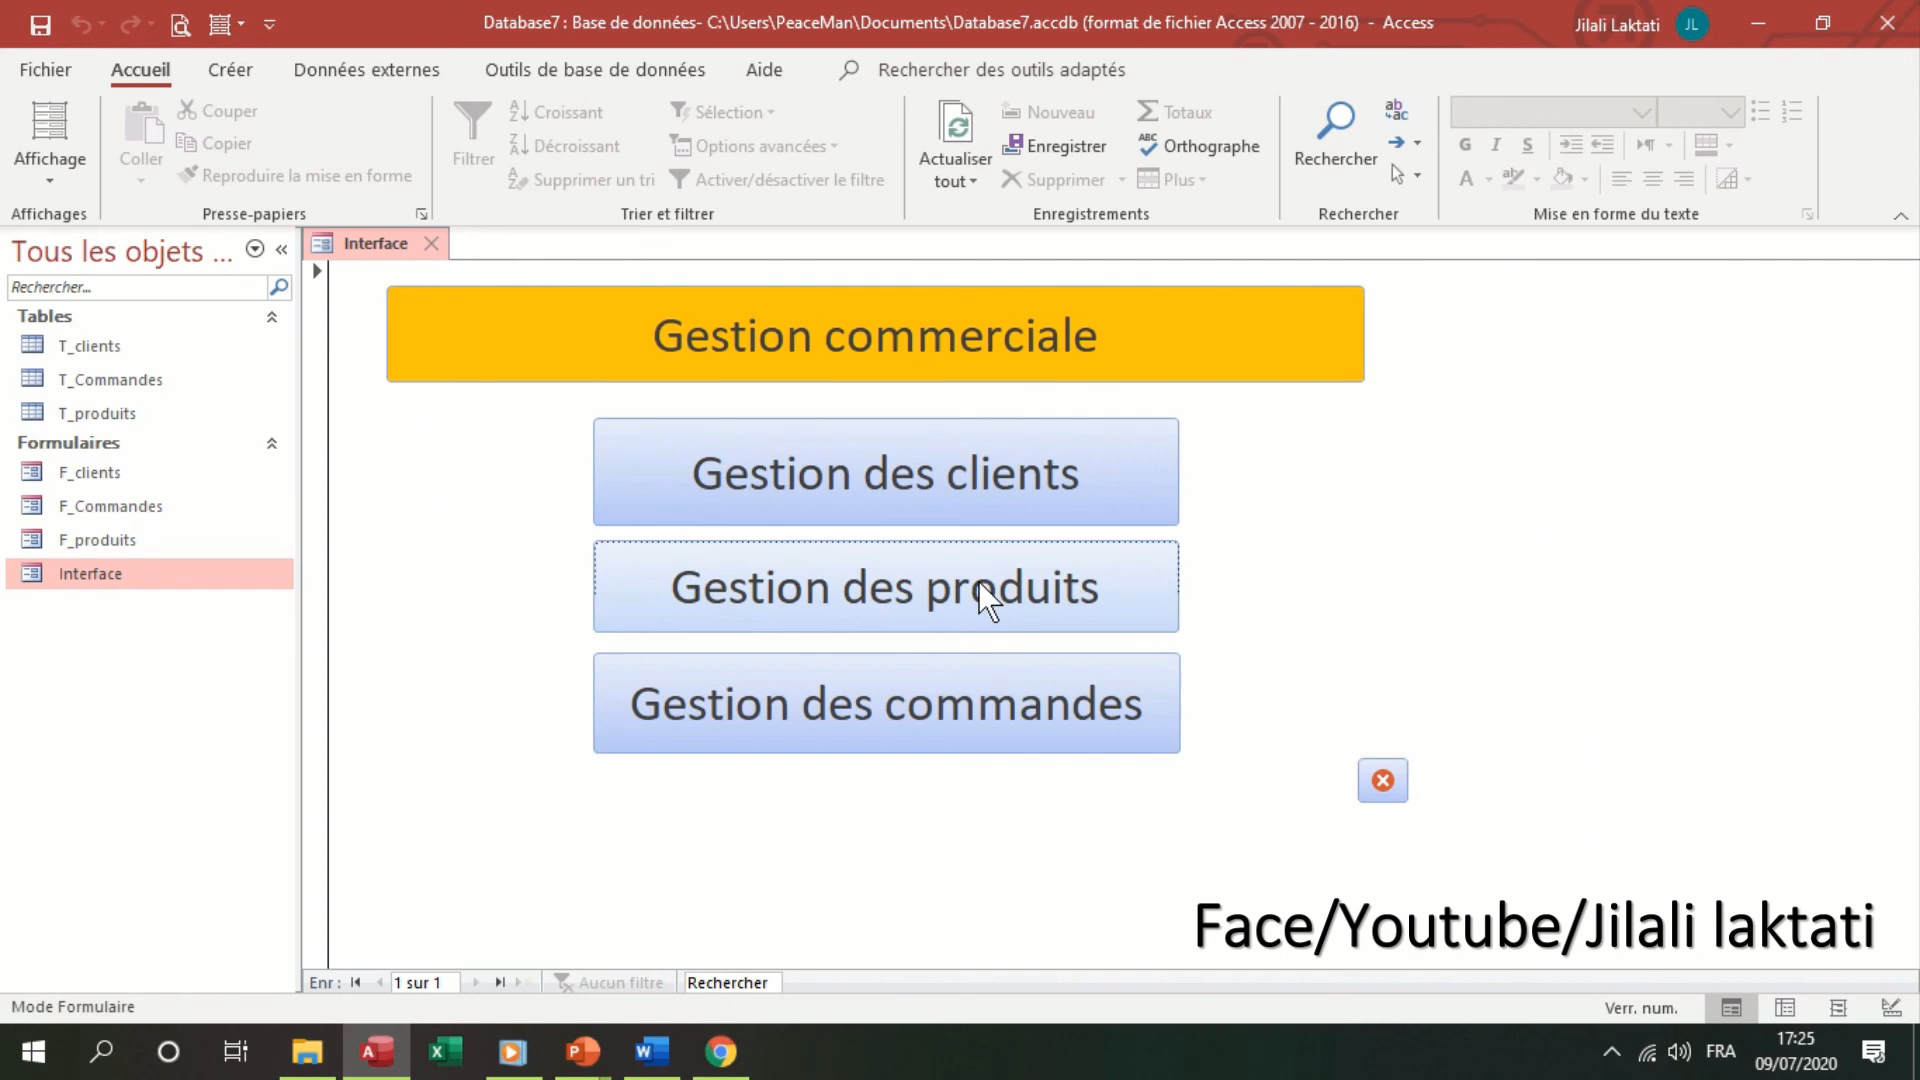 Database7 : Base de données- C:\Users\PeaceMan\Documents\Database7.accdb (format de fichier Access 2007 - 2016) - Access
Jilali Laktati
JL
Fichier
Accueil
Créer
Données externes
Outils de base de données
Aide
Rechercher des outils adaptés
Affichage
Affichages
Coller
Couper
Copier
Reproduire la mise en forme
Presse-papiers
Filtrer
Croissant
Décroissant
Supprimer un tri
Sélection
Options avancées
Activer/désactiver le filtre
Trier et filtrer
Actualiser
tout
Nouveau
Enregistrer
Supprimer
Totaux
Orthographe
Plus
Enregistrements
Rechercher
Rechercher
G I S
A
Mise en forme du texte
Tous les objets ...
Rechercher...
Tables
T_clients
T_Commandes
T_produits
Formulaires
F_clients
F_Commandes
F_produits
Interface
Interface
Gestion commerciale
Gestion des clients
Gestion des produits
Gestion des commandes
Face/Youtube/Jilali laktati
Enr : 1 sur 1
Aucun filtre
Rechercher
Mode Formulaire
Verr. num.
FRA
17:25
09/07/2020